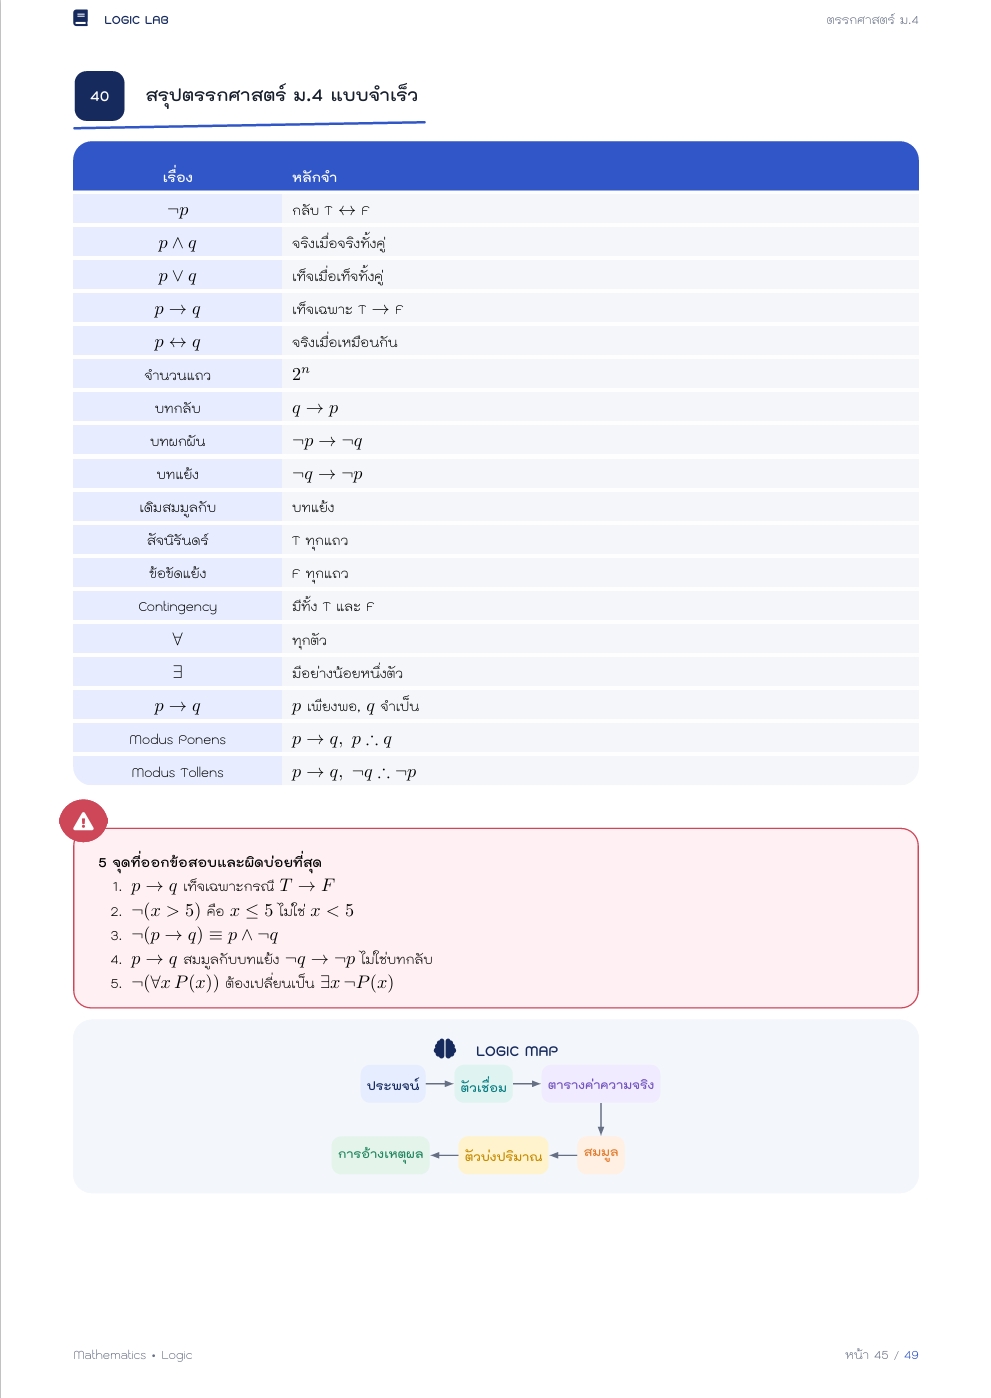 LOGIC LAB
ตรรกศาสตร์ ม.4
40
สรุปตรรกศาสตร์ ม.4 แบบจำเร็ว
เรื่อง หลักจำ
¬p กลับ T ↔ F
p ∧ q จริงเมื่อจริงทั้งคู่
p ∨ q เท็จเมื่อเท็จทั้งคู่
p → q เท็จเฉพาะ T → F
p ↔ q จริงเมื่อเหมือนกัน
จำนวนแถว 2ⁿ
บทกลับ q → p
บทผกผัน ¬p → ¬q
บทแย้ง ¬q → ¬p
เดิมสมมูลกับ บทแย้ง
สัจนิรันดร์ T ทุกแถว
ข้อขัดแย้ง F ทุกแถว
Contingency มีทั้ง T และ F
∀ ทุกตัว
∃ มีอย่างน้อยหนึ่งตัว
p → q p เพียงพอ, q จำเป็น
Modus Ponens p → q, p ∴ q
Modus Tollens p → q, ¬q ∴ ¬p
5 จุดที่ออกข้อสอบและผิดบ่อยที่สุด
1. p → q เท็จเฉพาะกรณี T → F
2. ¬(x > 5) คือ x ≤ 5 ไม่ใช่ x < 5
3. ¬(p → q) ≡ p ∧ ¬q
4. p → q สมมูลกับบทแย้ง ¬q → ¬p ไม่ใช่บทกลับ
5. ¬(∀x P(x)) ต้องเปลี่ยนเป็น ∃x ¬P(x)
LOGIC MAP
ประพจน์ ตัวเชื่อม ตารางค่าความจริง
การอ้างเหตุผล ตัวบ่งปริมาณ สมมูล
Mathematics • Logic
หน้า 45 / 49